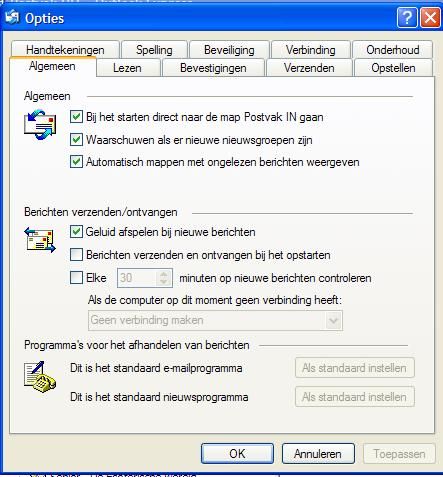 Opties
Handtekeningen Spelling Beveiliging Verbinding Onderhoud
Algemeen Lezen Bevestigingen Verzenden Opstellen
Algemeen
Bij het starten direct naar de map Postvak IN gaan
Waarschuwen als er nieuwe nieuwsgroepen zijn
Automatisch mappen met ongelezen berichten weergeven
Berichten verzenden/ontvangen
Geluid afspelen bij nieuwe berichten
Berichten verzenden en ontvangen bij het opstarten
Elke 30 minuten op nieuwe berichten controleren
Als de computer op dit moment geen verbinding heeft:
Geen verbinding maken
Programma's voor het afhandelen van berichten
Dit is het standaard e-mailprogramma Als standaard instellen
Dit is het standaard nieuwsprogramma Als standaard instellen
OK Annuleren Toepassen